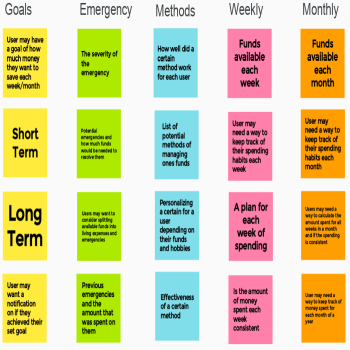 Goals
Emergency
Methods
Weekly
Monthly
User may have
a goal of how
much money
they want to
save each
week/month
The severity of
the
emergency
How well did a
certain
method work
for each user
Funds
available
each
week
Funds
available
each
month
Short
Term
Potential
emergencies and
how much funds
would be needed to
resolve them
List of
potential
methods of
managing
ones funds
User may
need a way to
keep track of
their spending
habits each
week
User may
need a way to
keep track of
their spending
habits each
month
Long
Term
Users may want to
consider splitting
available funds into
living expenses and
emergencies
Personalizing
a certain for a
user
depending on
their funds
and hobbies
A plan for
each
week of
spending
Users may need a
way to calculate the
amount spent for all
weeks in a month
and if the spending
is consistent
User may
want a
notification
on if they
achieved their
set goal
Previous
emergencies
and the
amount that
was spent on
them
Effectiveness
of a certain
method
Is the amount
of money
spent each
week
consistent
User may need a
way to keep track of
money spent for
each month of a
year